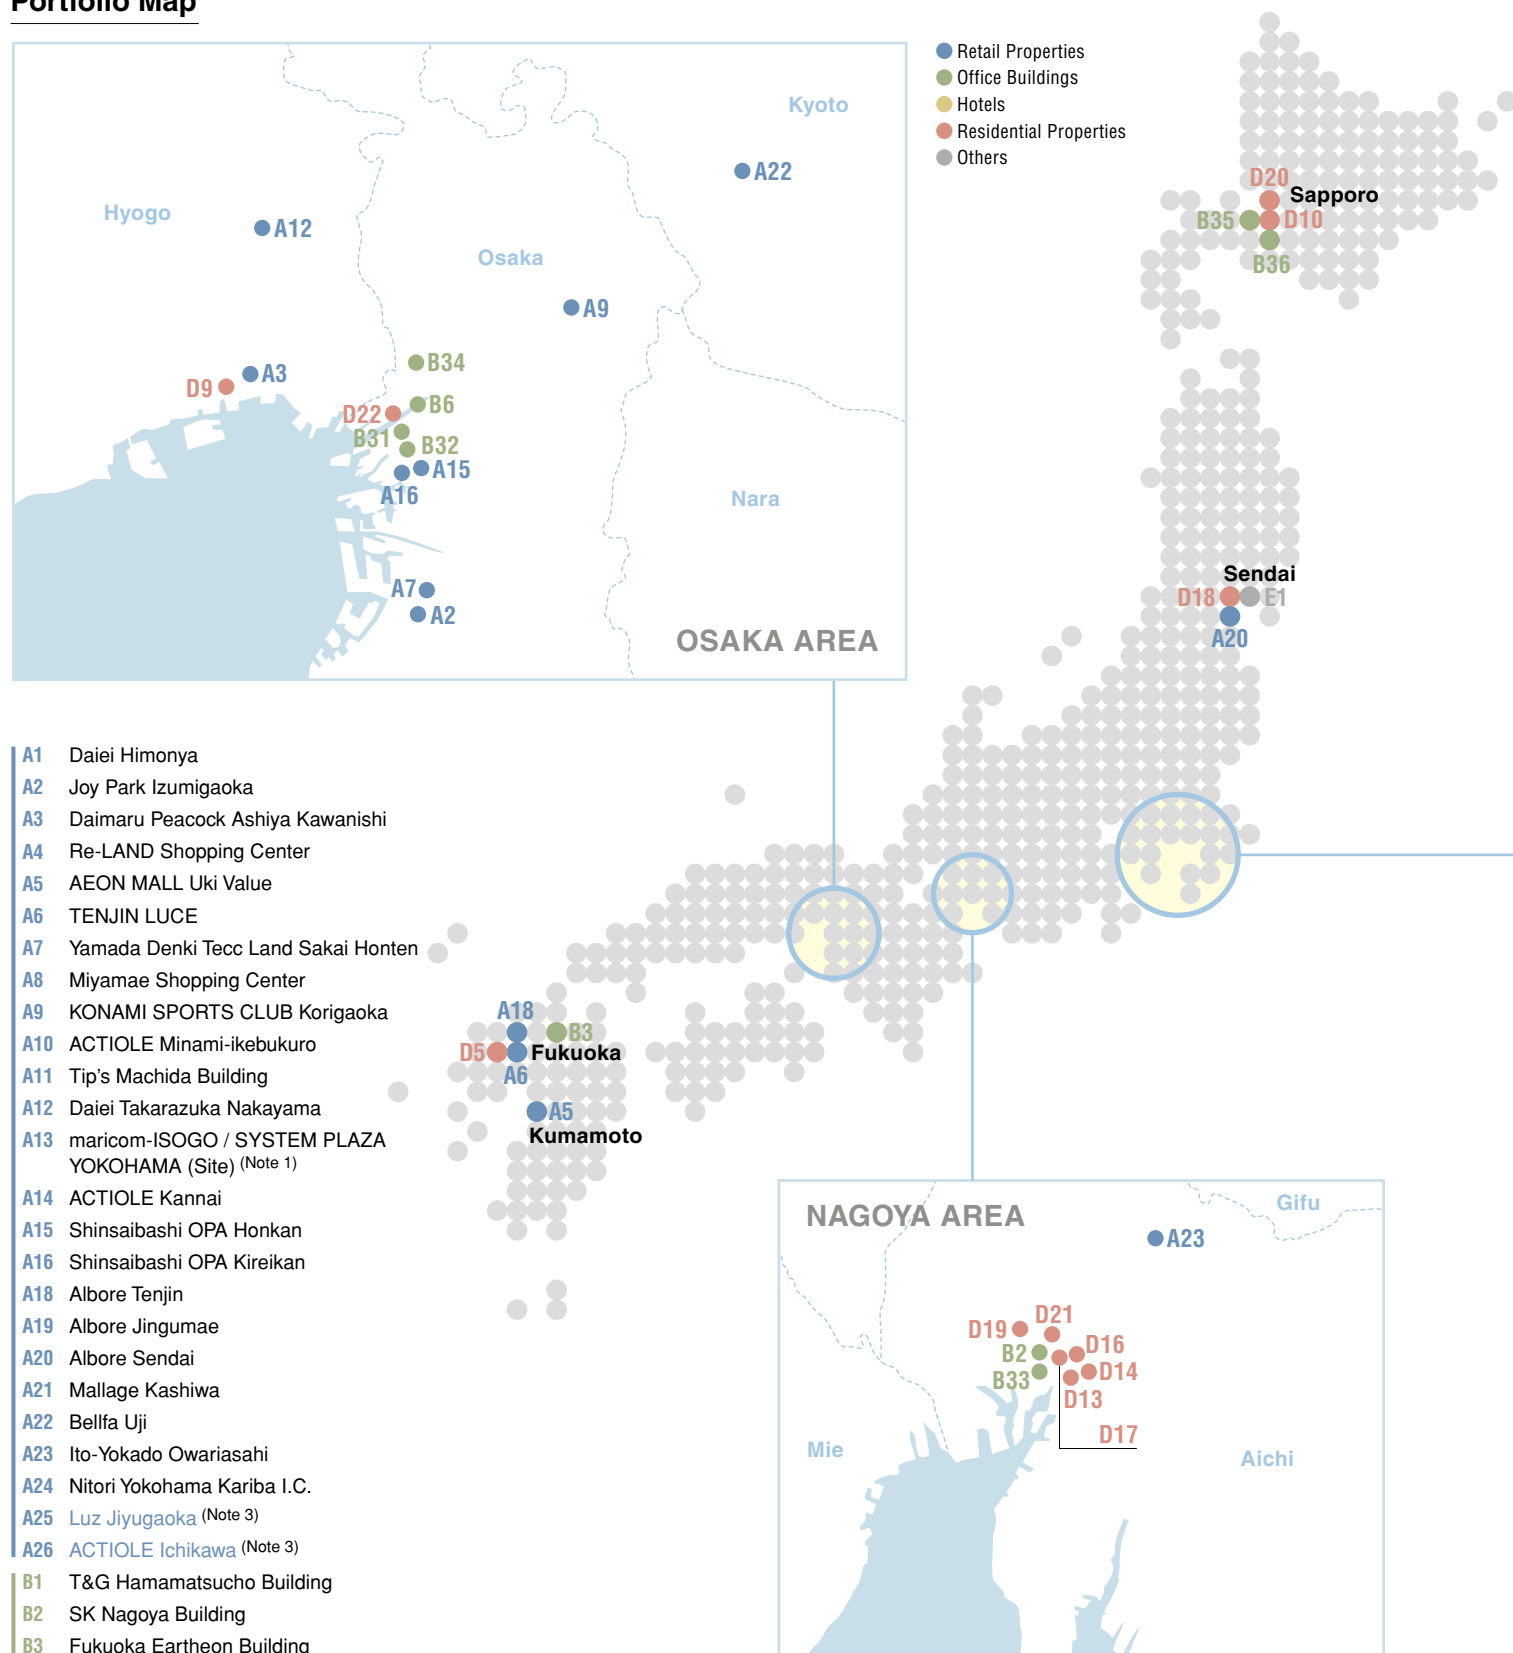 Portfolio Map
Retail Properties
Office Buildings
Hotels
Residential Properties
Others
Kyoto
A22
Hyogo
A12
Osaka
A9
B34
A3
D9
B6
D22
B31
B32
A15
A16
Nara
A7
A2
OSAKA AREA
D20
Sapporo
B35
D10
B36
Sendai
D18
E1
A20
A18
B3
D5
Fukuoka
A6
A5
Kumamoto
NAGOYA AREA
Gifu
A23
D21
D19
D16
B2
D14
B33
D13
D17
Mie
Aichi
A1 Daiei Himonya
A2 Joy Park Izumigaoka
A3 Daimaru Peacock Ashiya Kawanishi
A4 Re-LAND Shopping Center
A5 AEON MALL Uki Value
A6 TENJIN LUCE
A7 Yamada Denki Tecc Land Sakai Honten
A8 Miyamae Shopping Center
A9 KONAMI SPORTS CLUB Korigaoka
A10 ACTIOLE Minami-ikebukuro
A11 Tip's Machida Building
A12 Daiei Takarazuka Nakayama
A13 maricom-ISOGO / SYSTEM PLAZA
YOKOHAMA (Site) (Note 1)
A14 ACTIOLE Kannai
A15 Shinsaibashi OPA Honkan
A16 Shinsaibashi OPA Kireikan
A18 Albore Tenjin
A19 Albore Jingumae
A20 Albore Sendai
A21 Mallage Kashiwa
A22 Bellfa Uji
A23 Ito-Yokado Owariasahi
A24 Nitori Yokohama Kariba I.C.
A25 Luz Jiyugaoka (Note 3)
A26 ACTIOLE Ichikawa (Note 3)
B1 T&G Hamamatsucho Building
B2 SK Nagoya Building
B3 Fukuoka Eartheon Building